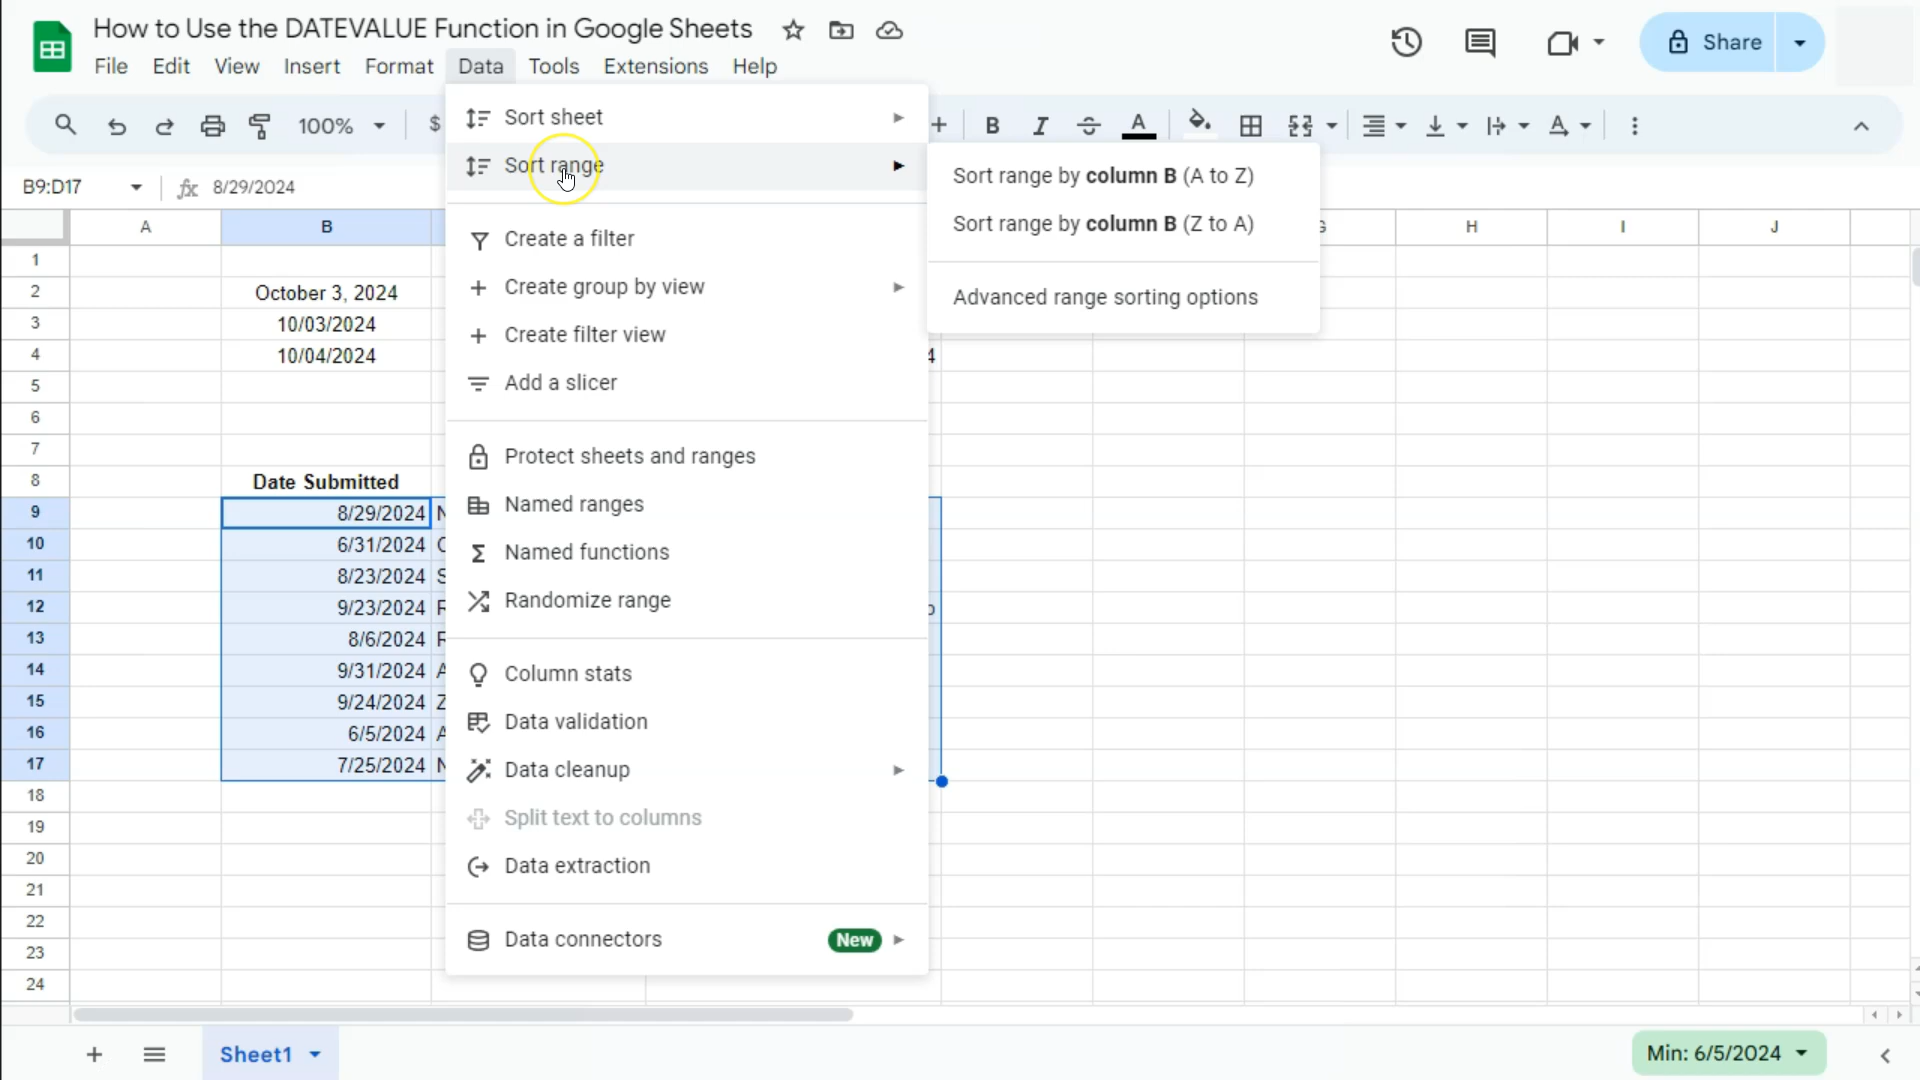 How to Use the DATEVALUE Function in Google Sheets
Share
File Edit View Insert Format Data Tools Extensions Help
100% $ + B I S A A
B9:D17 fx 8/29/2024
Sort sheet
Sort range
Create a filter
Create group by view
Create filter view
Add a slicer
Protect sheets and ranges
Named ranges
Named functions
Randomize range
Column stats
Data validation
Data cleanup
Split text to columns
Data extraction
Data connectors New
Sort range by column B (A to Z)
Sort range by column B (Z to A)
Advanced range sorting options
A B H I J
1
2 October 3, 2024
3 10/03/2024
4 10/04/2024 4
5
6
7
8 Date Submitted
9 8/29/2024 N
10 6/31/2024
11 8/23/2024 S
12 9/23/2024
13 8/6/2024
14 9/31/2024 A
15 9/24/2024 Z
16 6/5/2024 A
17 7/25/2024 N
18
19
20
21
22
23
24
+ Sheet1
Min: 6/5/2024